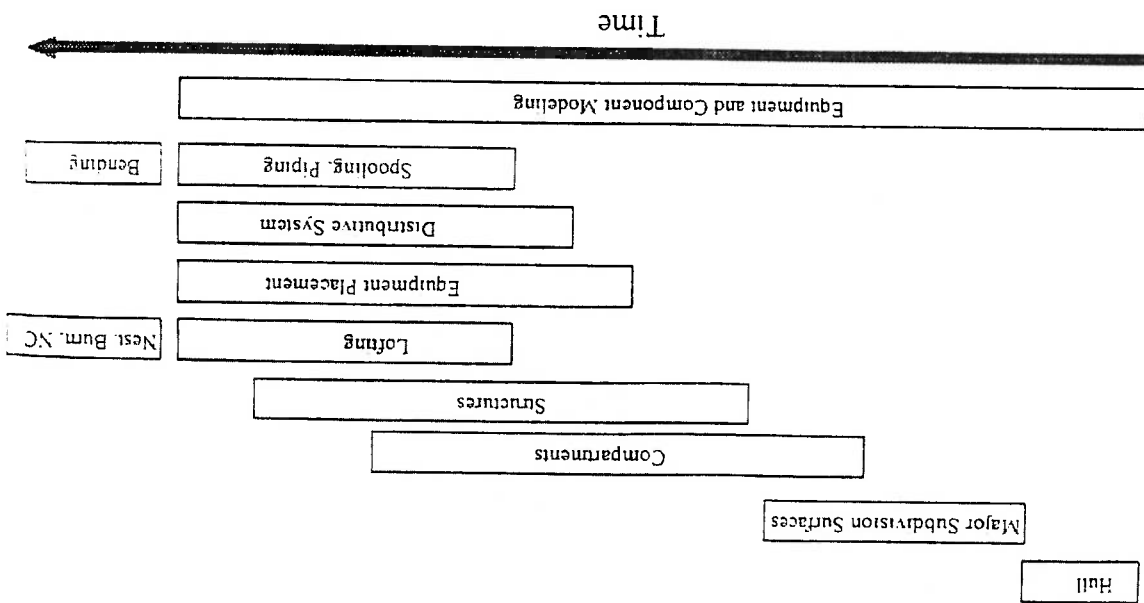 Hull
Major Subdivision Surfaces
Compartments
Structures
Lofting
Nest. Burn. NC
Equipment Placement
Distributive System
Spooling. Piping
Bending
Equipment and Component Modeling
Time